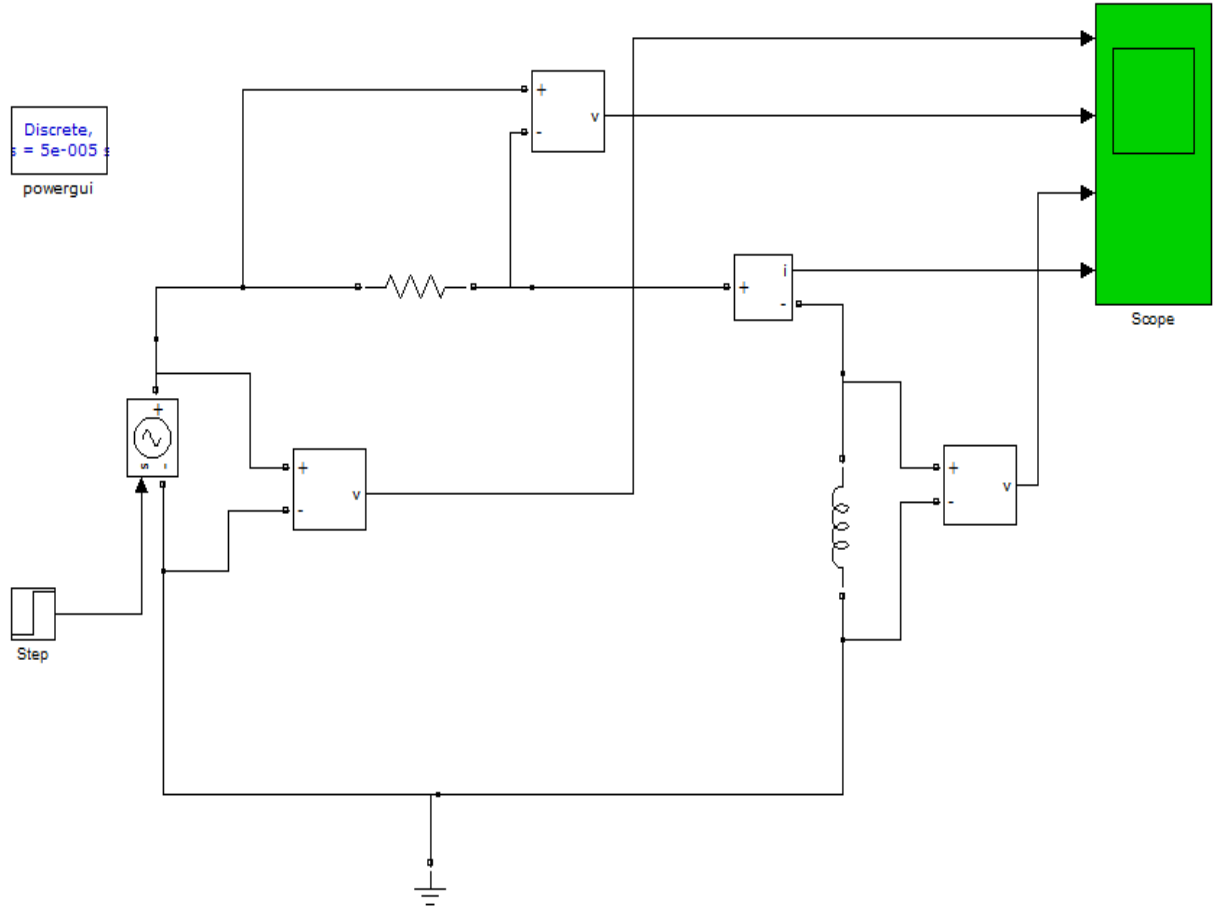 Discrete,
s = 5e-005 s
powergui
+
-
v
+
i
-
Scope
+
s
-
+
-
v
+
-
v
Step